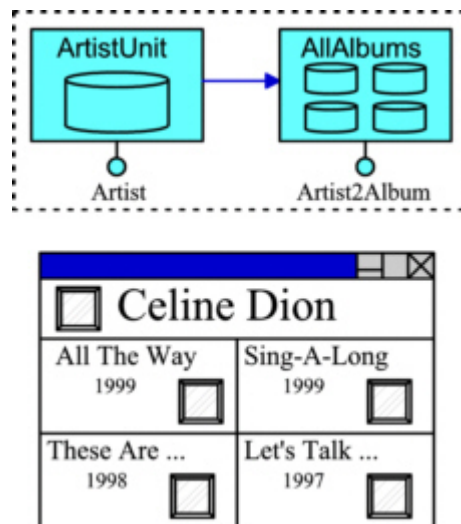 ArtistUnit AllAlbums
Artist Artist2Album
Celine Dion
All The Way Sing-A-Long
1999 1999
These Are ... Let's Talk ...
1998 1997